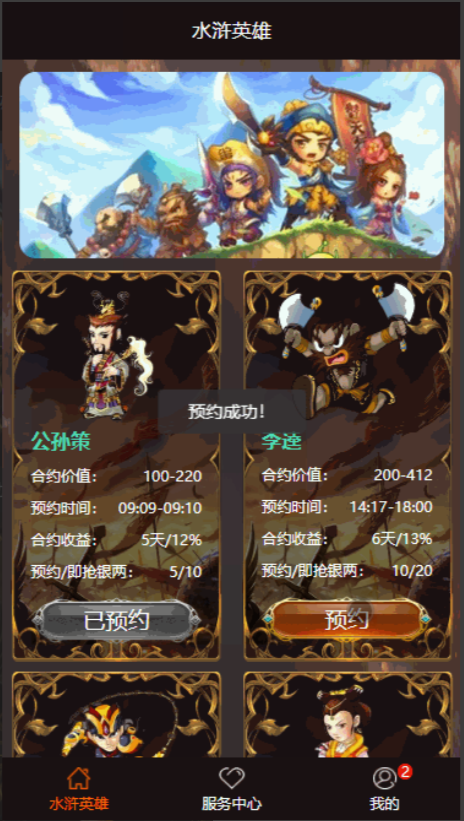 水浒英雄
预约成功！
公孙策
合约价值： 100-220
预约时间： 09:09-09:10
合约收益： 5天/12%
预约/即抢银两： 5/10
已预约
李逵
合约价值： 200-412
预约时间： 14:17-18:00
合约收益： 6天/13%
预约/即抢银两： 10/20
预约
水浒英雄
服务中心
2
我的